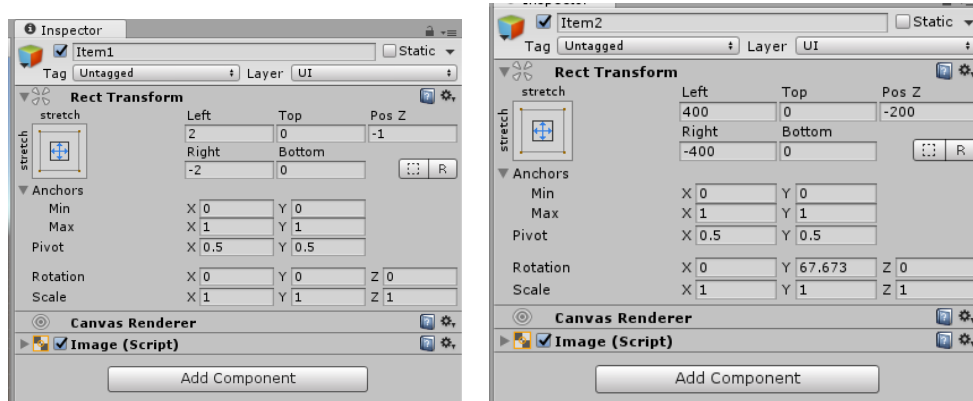 Inspector
Item1 Static
Tag Untagged Layer UI
Rect Transform
stretch Left Top Pos Z
stretch 2 0 -1
Right Bottom
-2 0 R
Anchors
Min X 0 Y 0
Max X 1 Y 1
Pivot X 0.5 Y 0.5
Rotation X 0 Y 0 Z 0
Scale X 1 Y 1 Z 1
Canvas Renderer
Image (Script)
Add Component
Item2 Static
Tag Untagged Layer UI
Rect Transform
stretch Left Top Pos Z
stretch 400 0 -200
Right Bottom
-400 0 R
Anchors
Min X 0 Y 0
Max X 1 Y 1
Pivot X 0.5 Y 0.5
Rotation X 0 Y 67.673 Z 0
Scale X 1 Y 1 Z 1
Canvas Renderer
Image (Script)
Add Component